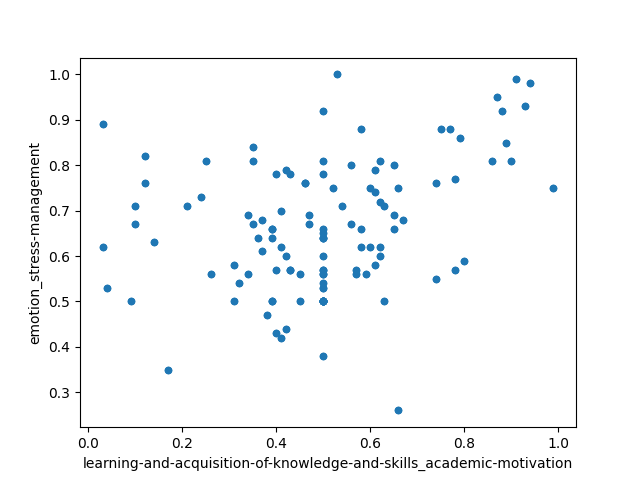 1.0
0.9
0.8
0.7
0.6
0.5
0.4
0.3
emotion_stress-management
0.0 0.2 0.4 0.6 0.8 1.0
learning-and-acquisition-of-knowledge-and-skills_academic-motivation